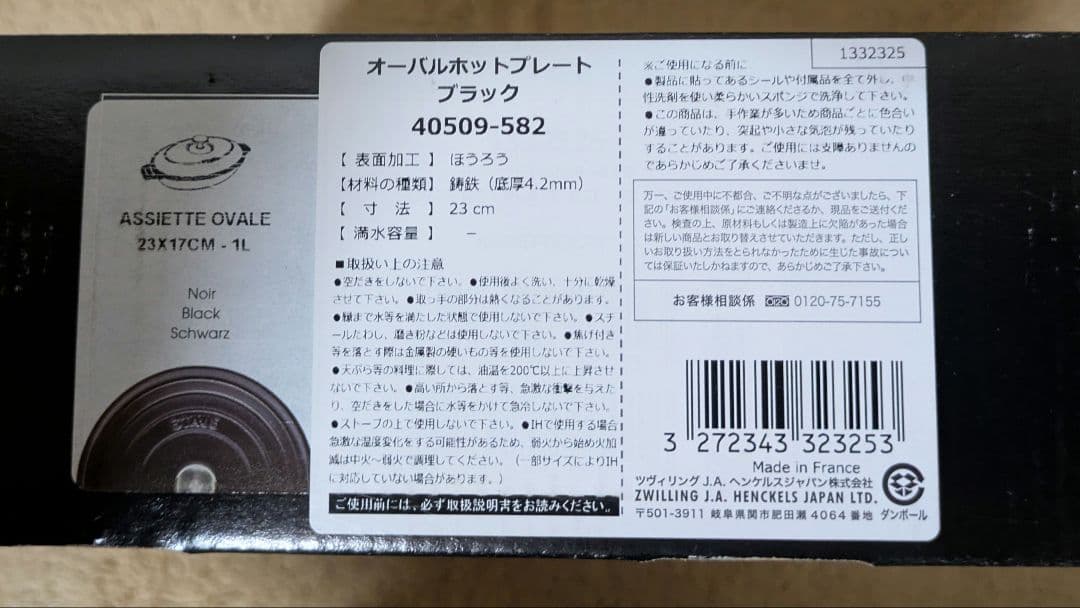 ASSIETTE OVALE
23X17CM - 1L
Noir
Black
Schwarz
STAUB
オーバルホットプレート
ブラック
40509-582
【 表面加工 】 ほうろう
【材料の種類】 鋳鉄（底厚4.2mm）
【 寸 法 】 23 cm
【 満水容量 】 －
■取扱い上の注意
●空だきをしないで下さい。●使用後よく洗い、十分に乾燥
させて下さい。●取っ手の部分は熱くなることがあります。
●縁まで水等を満たした状態で使用しないで下さい。●スチ
ールたわし、磨き粉などは使用しないで下さい。●焦げ付き
等を落とす際は金属製の硬いもの等を使用しないで下さい。
●天ぷら等の料理に際しては、油温を200℃以上に上昇させ
ないで下さい。●高い所から落とす等、急激な衝撃を与えた
り、空だきをした場合に水等をかけて急冷しないで下さい。
●ストーブの上で使用しないで下さい。●IHで使用する場合
急激な温度変化をする可能性があるため、弱火から始め火加
減は中火～弱火で調理してください。（一部サイズによりIH
に対応していない場合があります。）
ご使用前には、必ず取扱説明書をお読みください。
1332325
※ご使用になる前に
●製品に貼ってあるシールや付属品を全て外し、中
性洗剤を使い柔らかいスポンジで洗浄して下さい。
●この商品は、手作業が多いため商品ごとに色合い
が違っていたり、突起や小さな気泡が残っていたり
することがあります。ご使用には支障ありませんの
であらかじめご了承くださいませ。
万一、ご使用中に不都合、ご不明な点がございましたら、下
記の「お客様相談係」にご連絡くださるか、現品をご送付くだ
さい。検査の上、原材料もしくは製造上に欠陥があった場合
は新しい商品とお取り替えさせていただきます。ただし、正し
いお取り扱い方法をとられなかったために生じた事故につい
ては保証いたしかねますので、あらかじめご了承下さい。
お客様相談係 0120-75-7155
3 272343 323253
Made in France
ツヴィリング J.A. ヘンケルスジャパン株式会社
ZWILLING J.A. HENCKELS JAPAN LTD.
〒501-3911 岐阜県関市肥田瀬 4064 番地
ダンボール